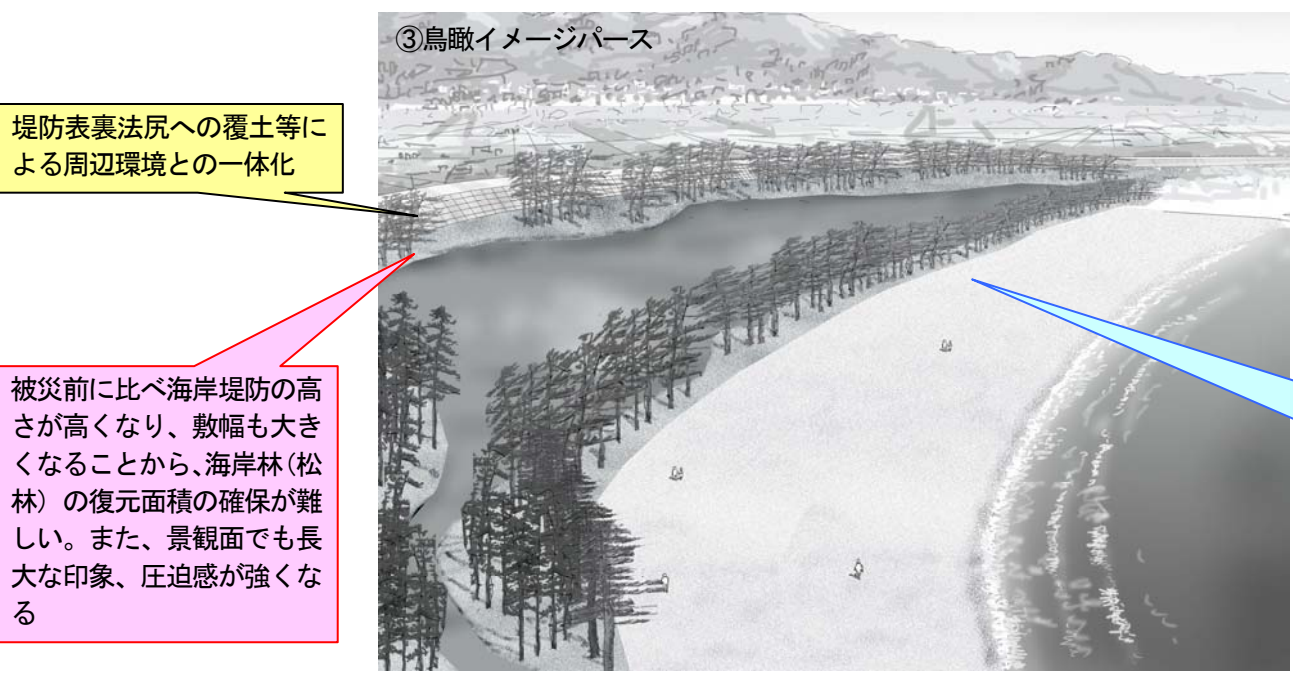 ③鳥瞰イメージパース
堤防表裏法尻への覆土等に
よる周辺環境との一体化
被災前に比べ海岸堤防の高
さが高くなり、敷幅も大き
くなることから、海岸林（松
林）の復元面積の確保が難
しい。また、景観面でも長
大な印象、圧迫感が強くな
る